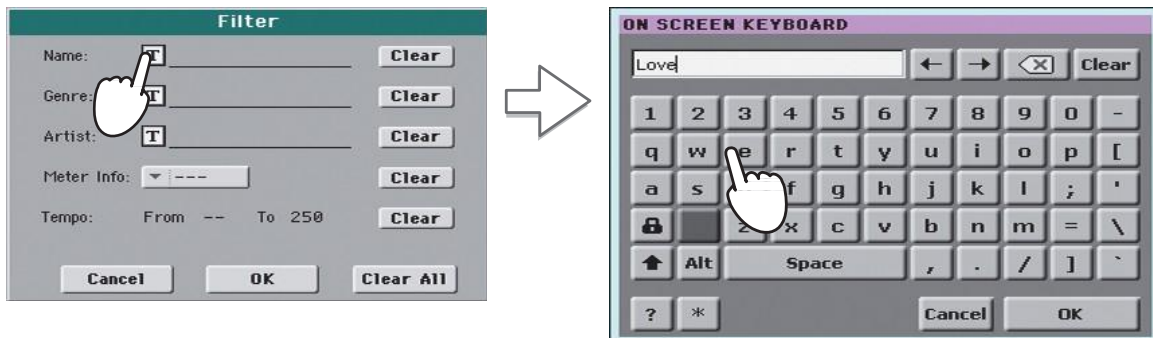 Filter
Name: T Clear
Genre: T Clear
Artist: T Clear
Meter Info: --- Clear
Tempo: From -- To 250 Clear
Cancel OK Clear All
ON SCREEN KEYBOARD
Love ← → Clear
1 2 3 4 5 6 7 8 9 0 -
q w e r t y u i o p [
a s f g h j k l ; '
z x c v b n m = \
Alt Space , . / ] `
? * Cancel OK